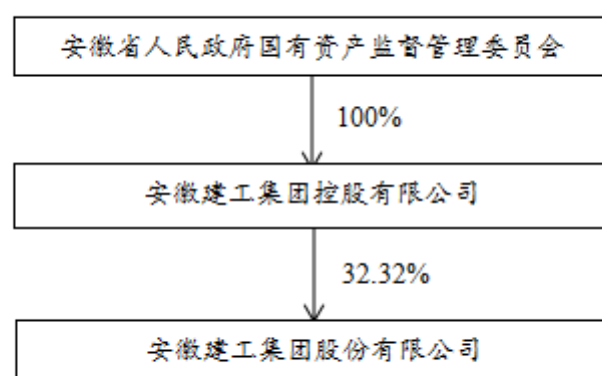 安徽省人民政府国有资产监督管理委员会
100%
安徽建工集团控股有限公司
32.32%
安徽建工集团股份有限公司